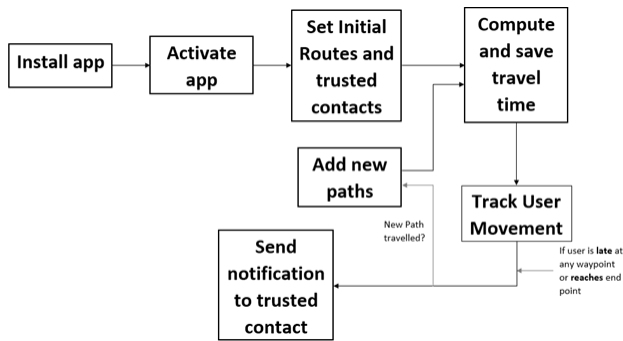 Install app
Activate
app
Set Initial
Routes and
trusted
contacts
Compute
and save
travel
time
Add new
paths
Track User
Movement
New Path
travelled?
If user is late at
any waypoint
or reaches end
point
Send
notification
to trusted
contact